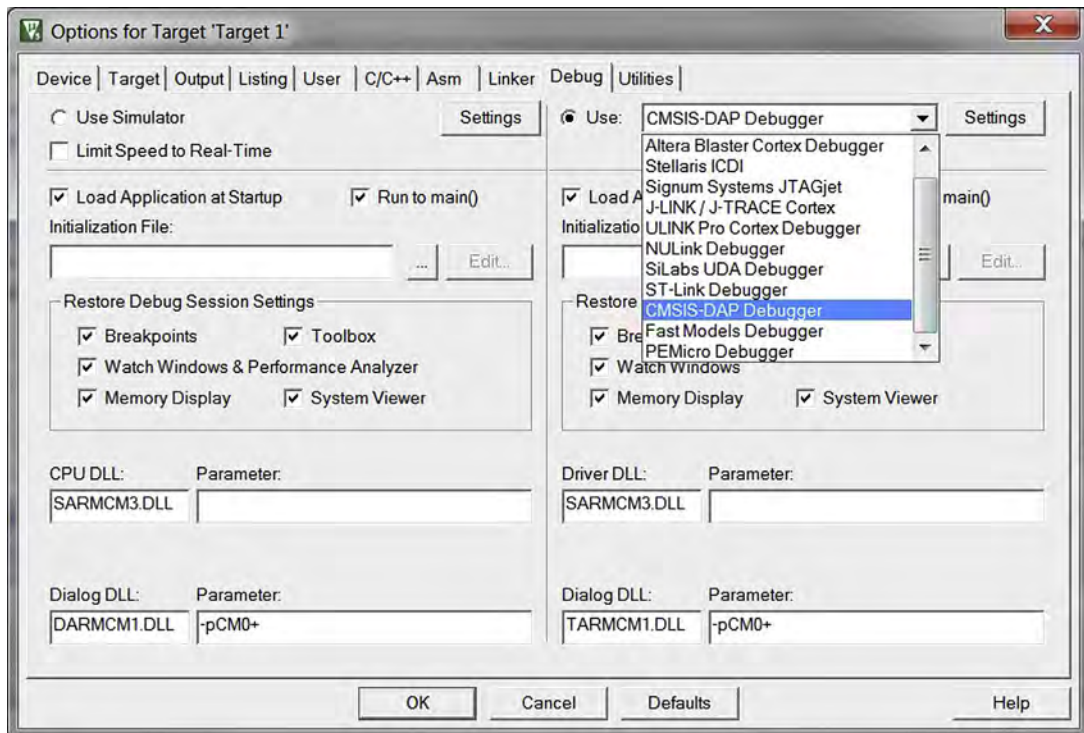 Options for Target 'Target 1'
Device Target Output Listing User C/C++ Asm Linker Debug Utilities
Use Simulator Settings
Limit Speed to Real-Time
Load Application at Startup Run to main()
Initialization File:
... Edit...
Restore Debug Session Settings
Breakpoints Toolbox
Watch Windows & Performance Analyzer
Memory Display System Viewer
CPU DLL: Parameter:
SARMCM3.DLL
Dialog DLL: Parameter:
DARMCM1.DLL -pCM0+
Use: CMSIS-DAP Debugger Settings
Altera Blaster Cortex Debugger
Stellaris ICDI
Signum Systems JTAGjet
J-LINK / J-TRACE Cortex
ULINK Pro Cortex Debugger
NULink Debugger
SiLabs UDA Debugger
ST-Link Debugger
CMSIS-DAP Debugger
Fast Models Debugger
PEMicro Debugger
Load A main()
Initializatio
Edit...
Restore
Bre
Watch Windows
Memory Display System Viewer
Driver DLL: Parameter:
SARMCM3.DLL
Dialog DLL: Parameter:
TARMCM1.DLL -pCM0+
OK Cancel Defaults Help